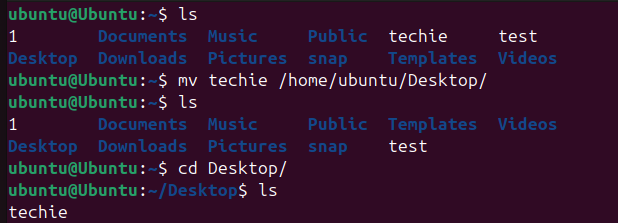 ubuntu@Ubuntu:~$ ls
1        Documents  Music     Public  techie     test
Desktop  Downloads  Pictures  snap    Templates  Videos
ubuntu@Ubuntu:~$ mv techie /home/ubuntu/Desktop/
ubuntu@Ubuntu:~$ ls
1        Documents  Music     Public  Templates  Videos
Desktop  Downloads  Pictures  snap    test
ubuntu@Ubuntu:~$ cd Desktop/
ubuntu@Ubuntu:~/Desktop$ ls
techie